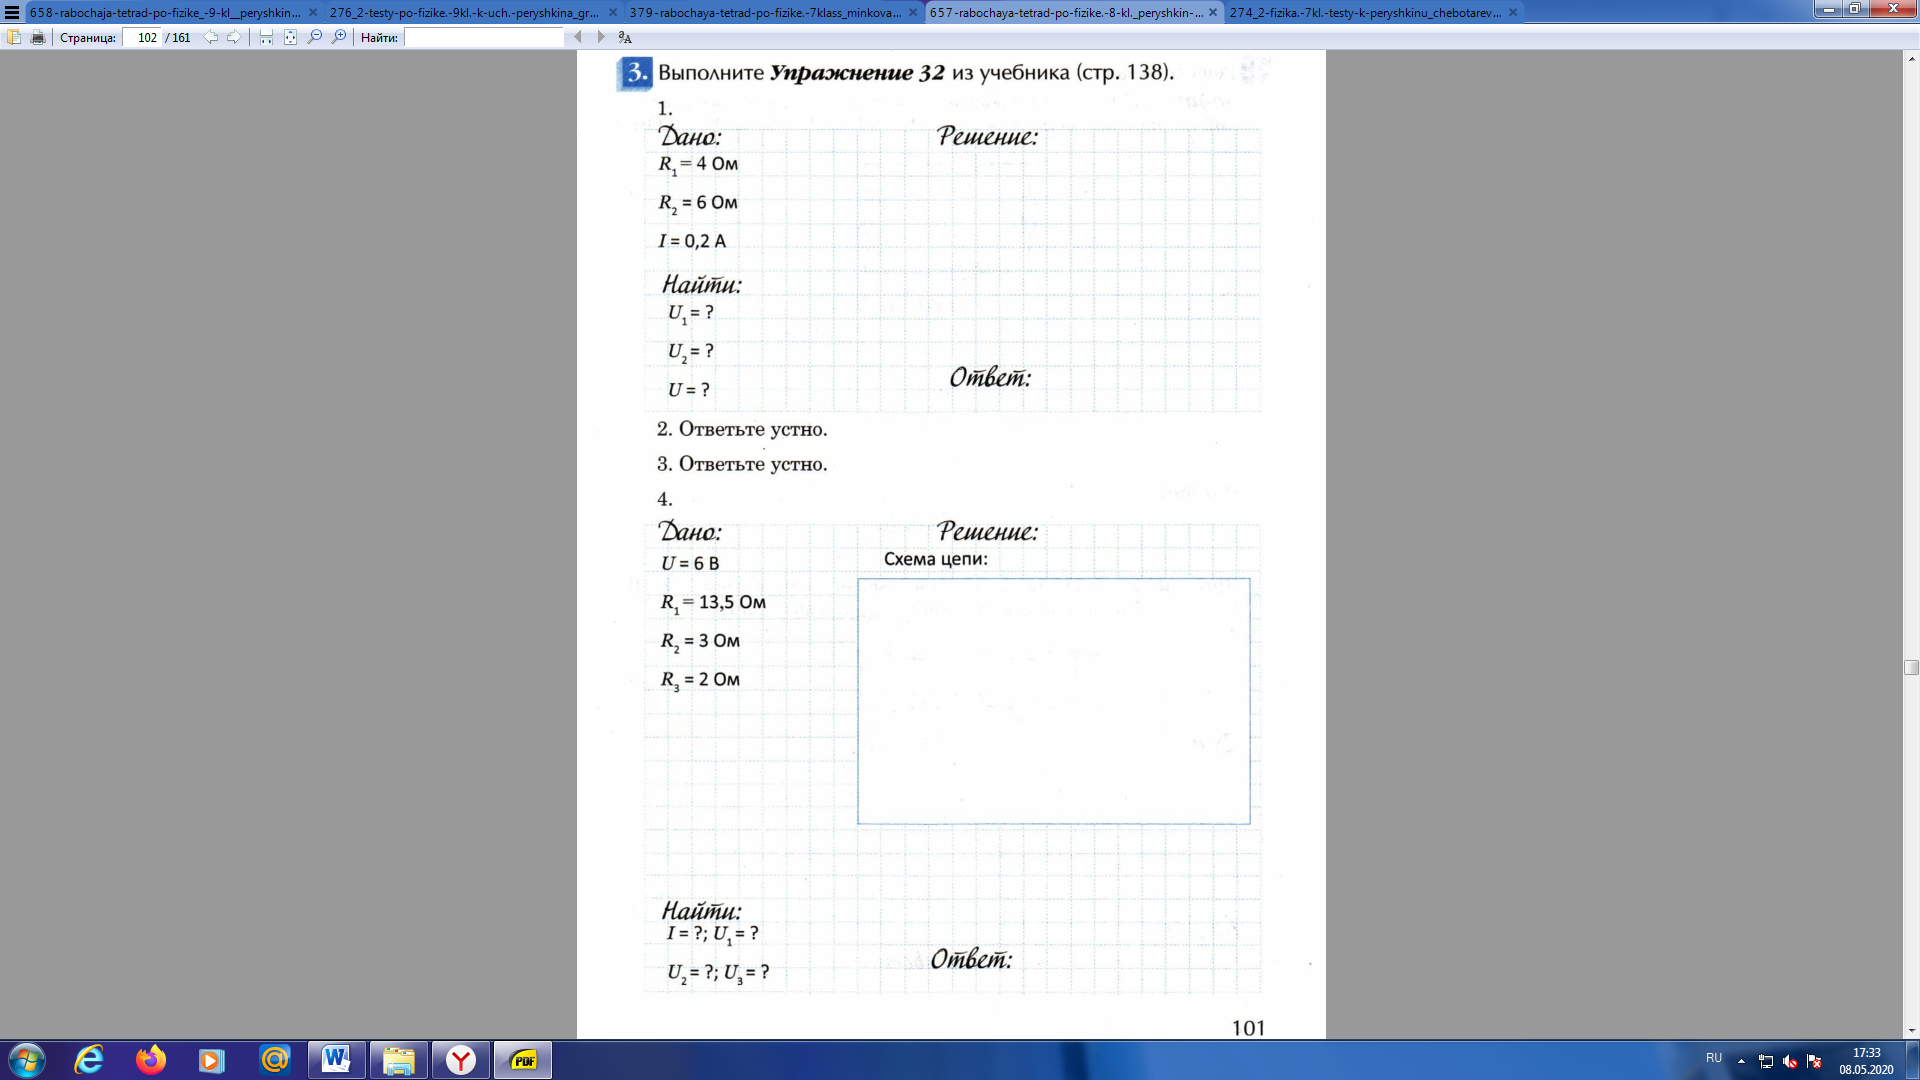 658-rabochaja-tetrad-po-fizike_-9-kl__peryshkin...
276_2-testy-po-fizike.-9kl.-k-uch.-peryshkina_gr...
379-rabochaya-tetrad-po-fizike.-7klass_minkova...
657-rabochaya-tetrad-po-fizike.-8-kl._peryshkin-...
274_2-fizika.-7kl.-testy-k-peryshkinu_chebotarev...
Страница: 102 / 161
Найти:
3. Выполните Упражнение 32 из учебника (стр. 138).
1.
Дано: Решение:
R1 = 4 Ом
R2 = 6 Ом
I = 0,2 А
Найти:
U1 = ?
U2 = ?
U = ?
Ответ:
2. Ответьте устно.
3. Ответьте устно.
4.
Дано: Решение:
U = 6 В Схема цепи:
R1 = 13,5 Ом
R2 = 3 Ом
R3 = 2 Ом
Найти:
I = ?; U1 = ?
U2 = ?; U3 = ?
Ответ:
101
PDF
RU
17:33
08.05.2020